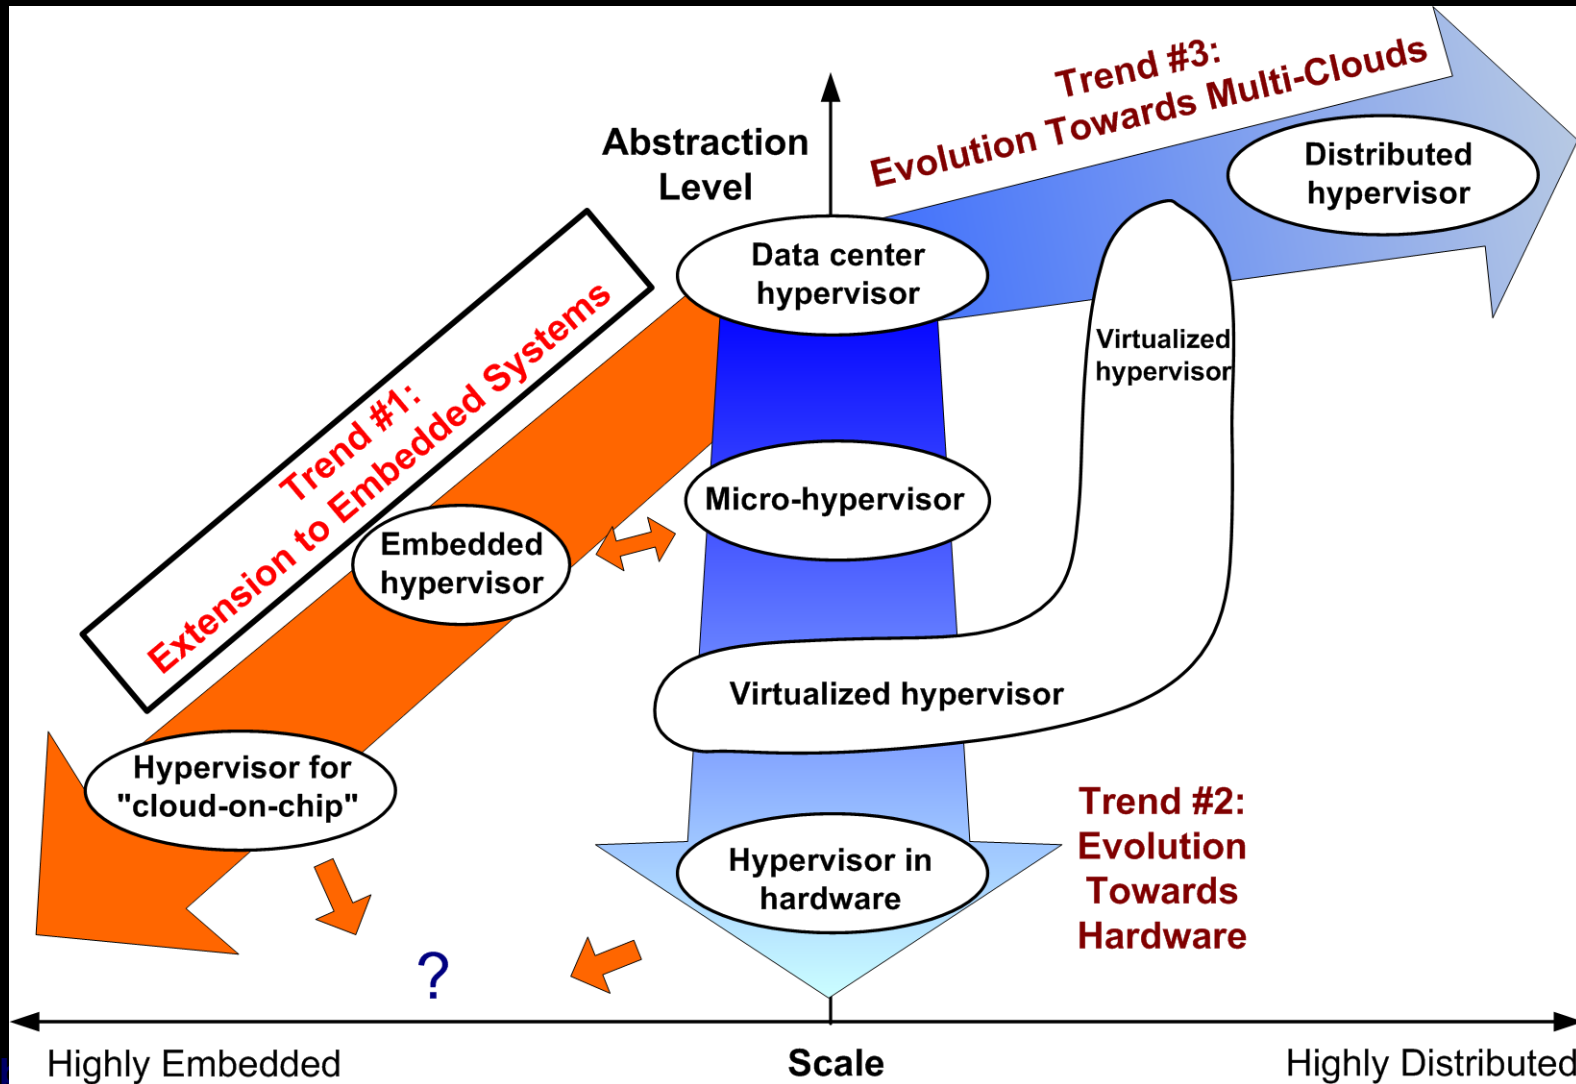 Trend #3:
Evolution Towards Multi-Clouds
Abstraction
Level
Distributed
hypervisor
Data center
hypervisor
Trend #1:
Extension to Embedded Systems
Virtualized
hypervisor
Micro-hypervisor
Embedded
hypervisor
Virtualized hypervisor
Hypervisor for
"cloud-on-chip"
Trend #2:
Evolution
Towards
Hardware
Hypervisor in
hardware
?
Highly Embedded
Scale
Highly Distributed